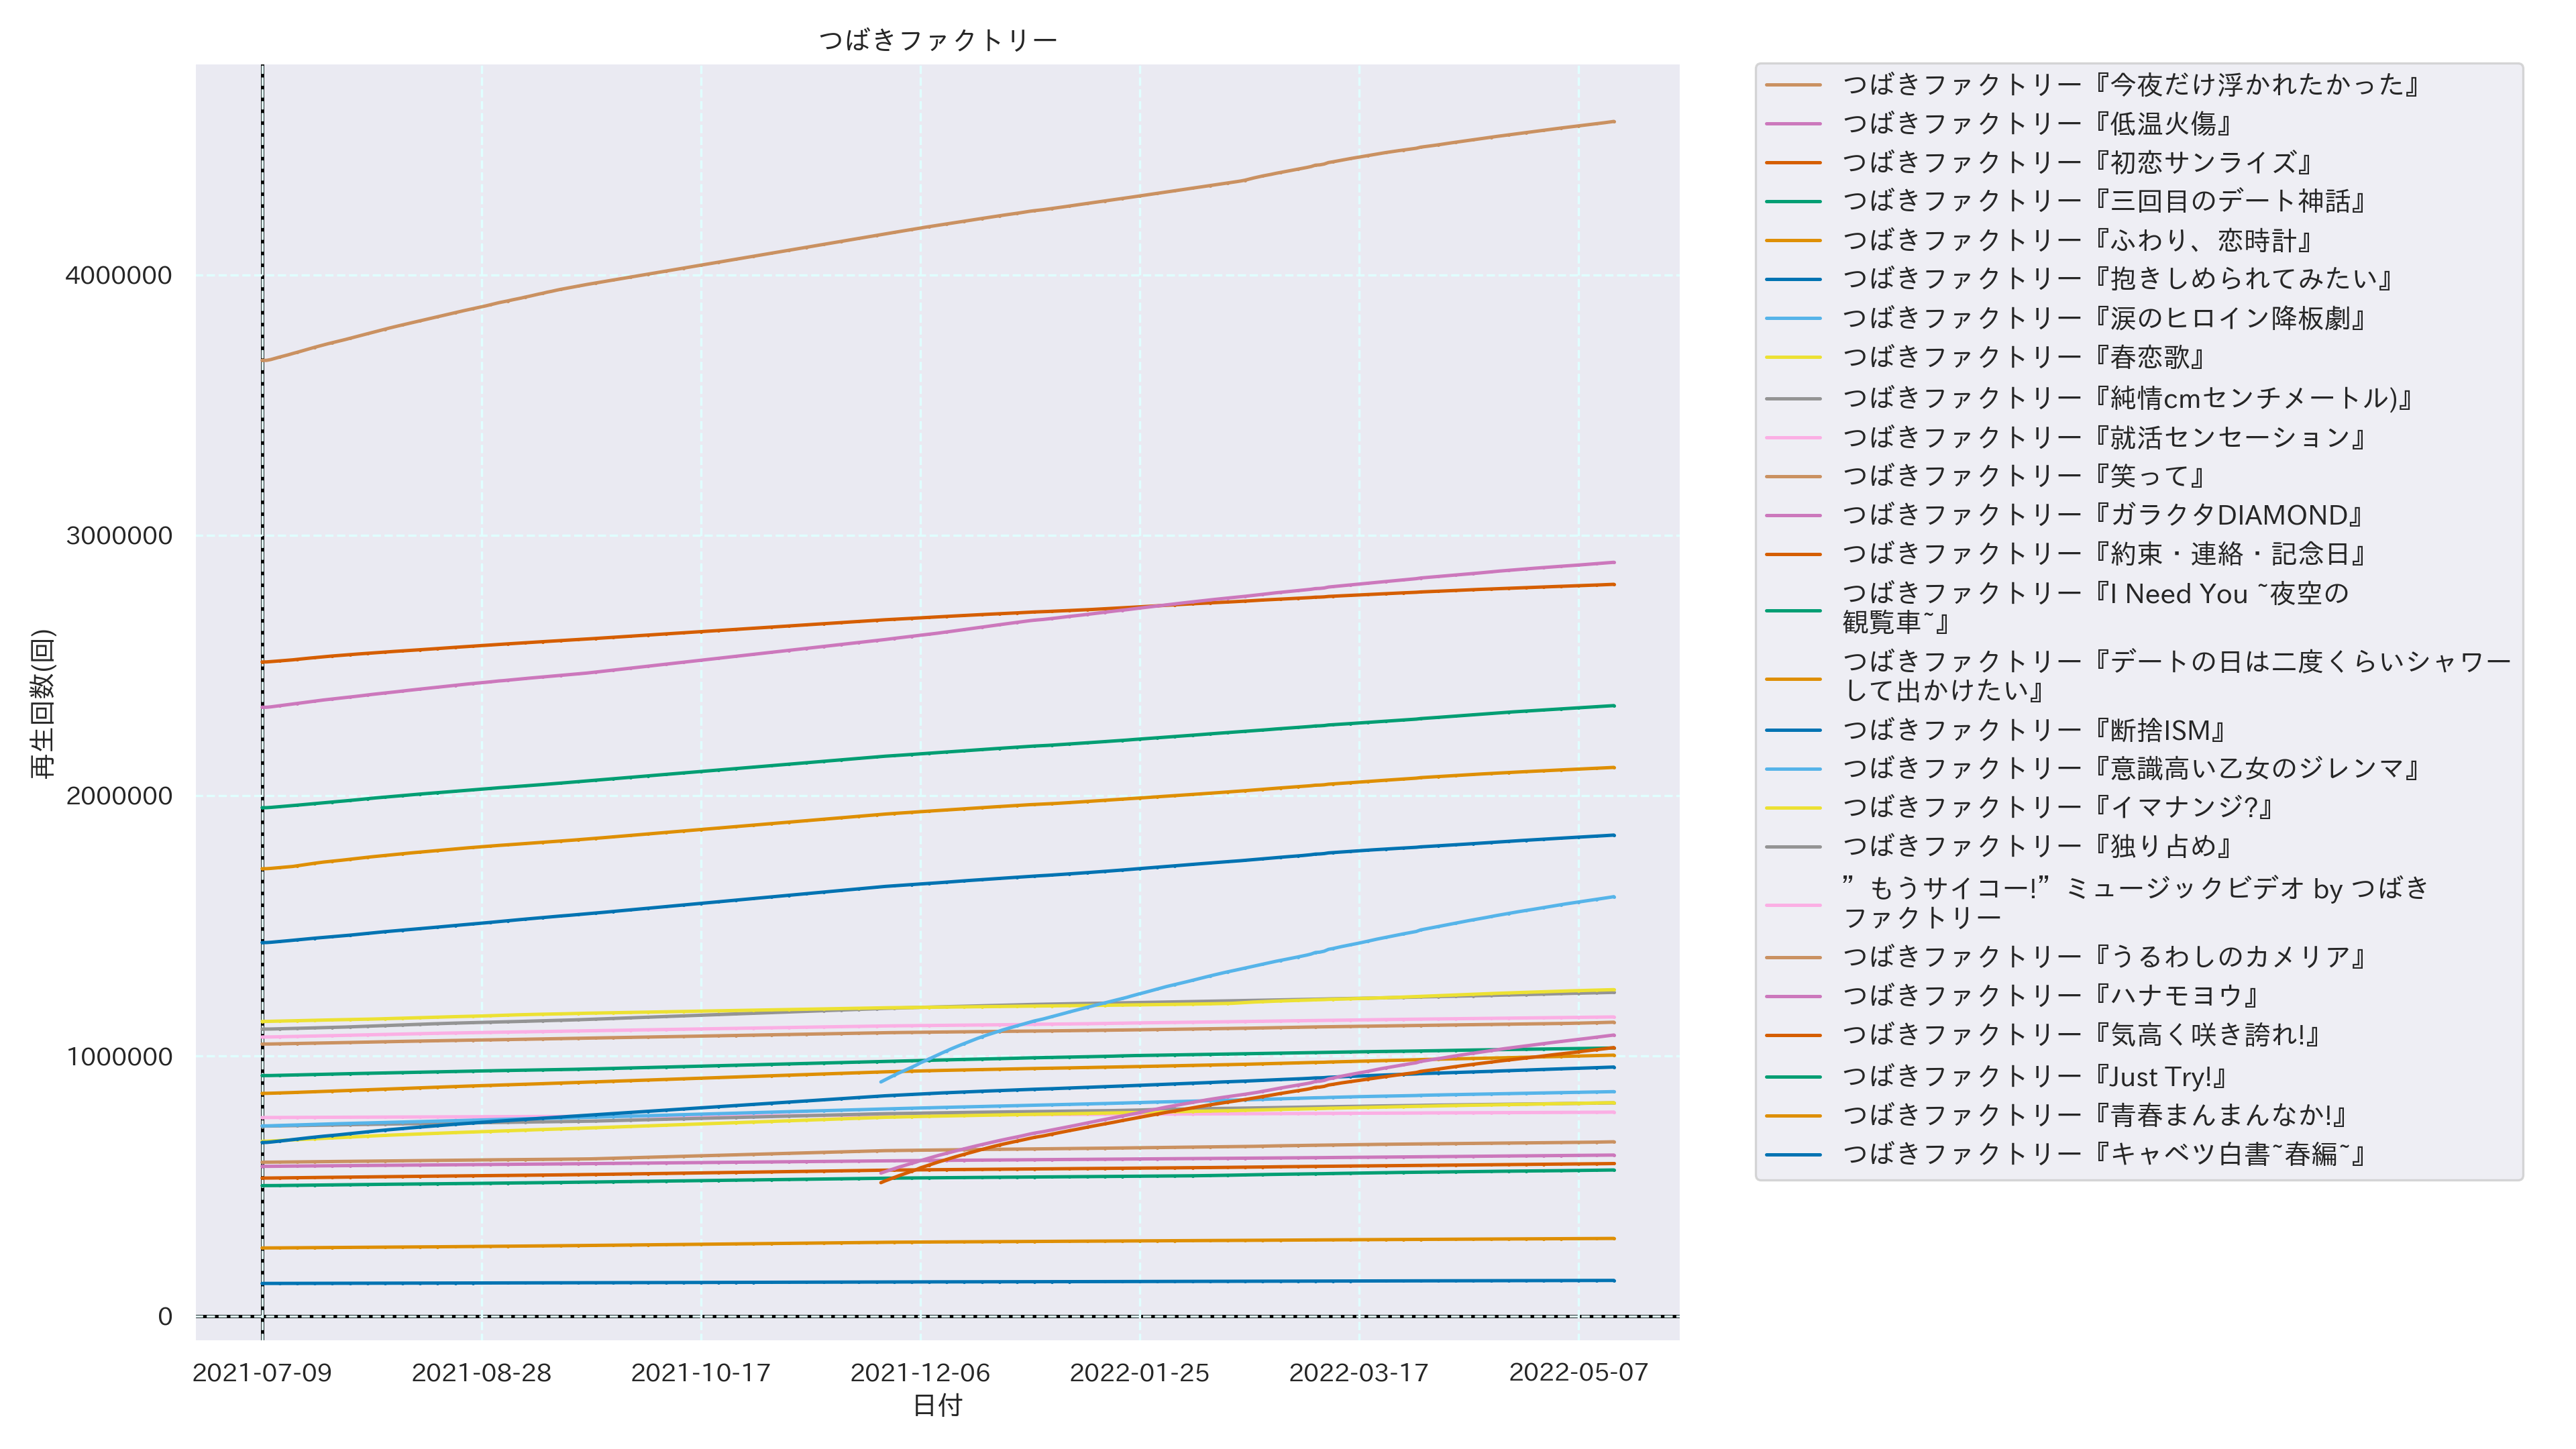 つばきファクトリー
再生回数(回)
4000000
3000000
2000000
1000000
0
2021-07-09
2021-08-28
2021-10-17
2021-12-06
2022-01-25
2022-03-17
2022-05-07
日付
つばきファクトリー『今夜だけ浮かれたかった』
つばきファクトリー『低温火傷』
つばきファクトリー『初恋サンライズ』
つばきファクトリー『三回目のデート神話』
つばきファクトリー『ふわり、恋時計』
つばきファクトリー『抱きしめられてみたい』
つばきファクトリー『涙のヒロイン降板劇』
つばきファクトリー『春恋歌』
つばきファクトリー『純情cmセンチメートル)』
つばきファクトリー『就活センセーション』
つばきファクトリー『笑って』
つばきファクトリー『ガラクタDIAMOND』
つばきファクトリー『約束・連絡・記念日』
つばきファクトリー『I Need You ~夜空の
観覧車~』
つばきファクトリー『デートの日は二度くらいシャワー
して出かけたい』
つばきファクトリー『断捨ISM』
つばきファクトリー『意識高い乙女のジレンマ』
つばきファクトリー『イマナンジ?』
つばきファクトリー『独り占め』
”もうサイコー!”ミュージックビデオ by つばき
ファクトリー
つばきファクトリー『うるわしのカメリア』
つばきファクトリー『ハナモヨウ』
つばきファクトリー『気高く咲き誇れ!』
つばきファクトリー『Just Try!』
つばきファクトリー『青春まんまんなか!』
つばきファクトリー『キャベツ白書~春編~』